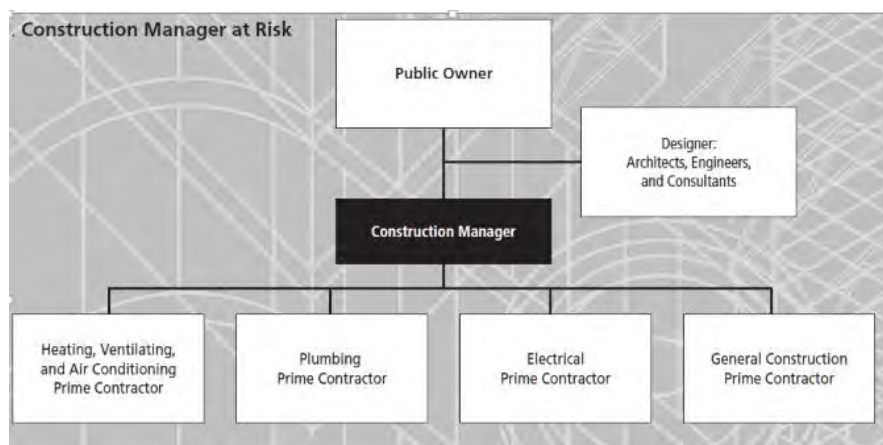 . Construction Manager at Risk
Public Owner
Designer:
Architects, Engineers,
and Consultants
Construction Manager
Heating, Ventilating,
and Air Conditioning
Prime Contractor
Plumbing
Prime Contractor
Electrical
Prime Contractor
General Construction
Prime Contractor